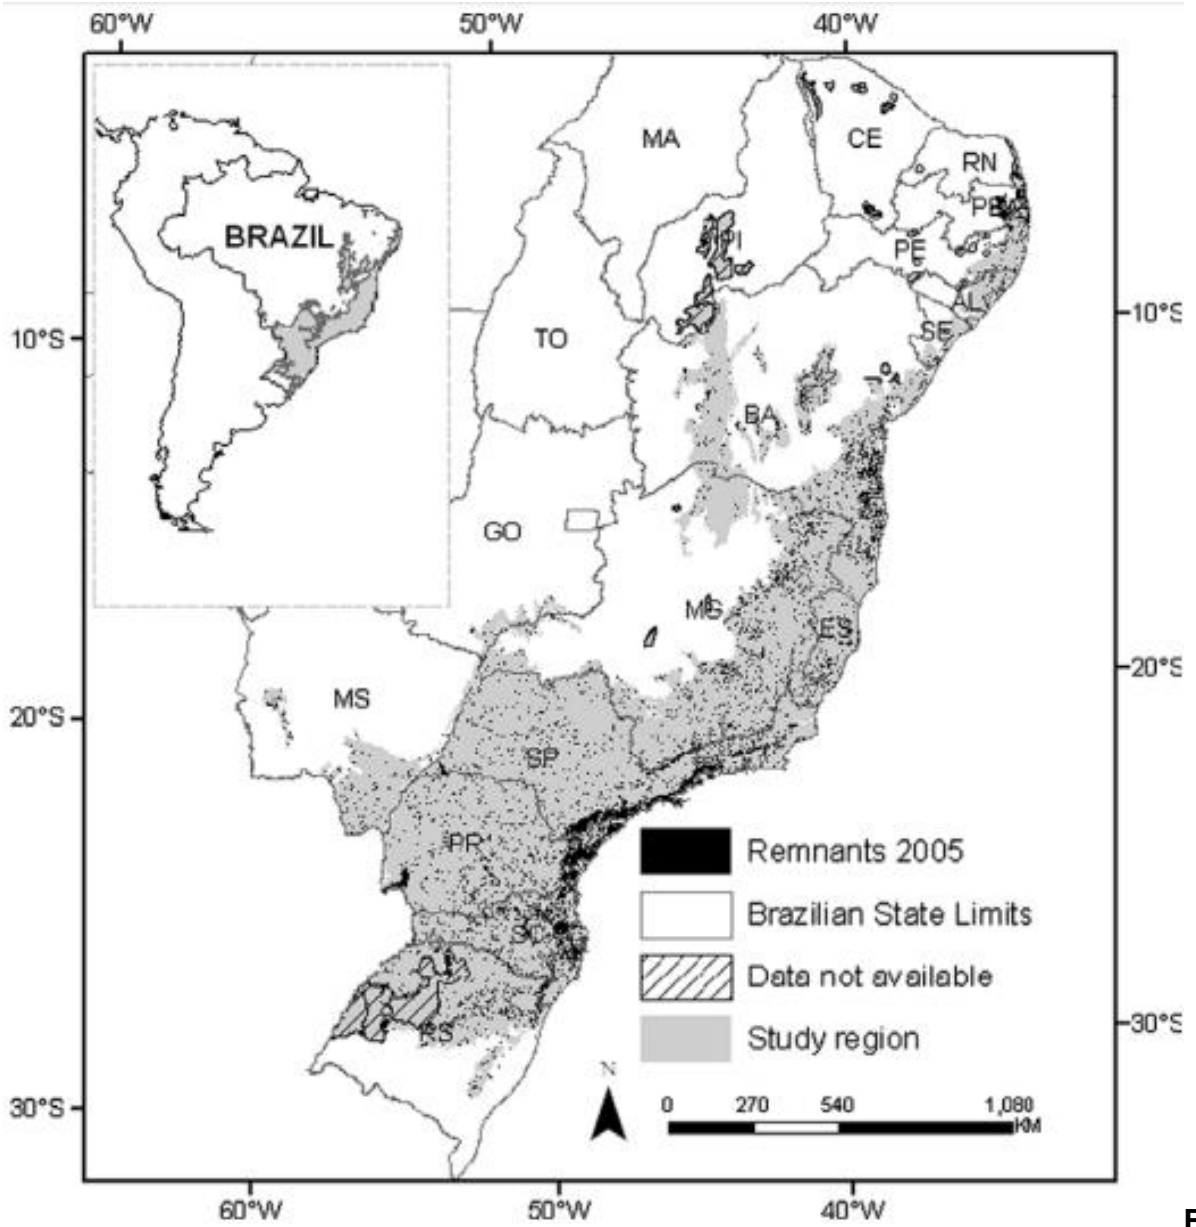 60°W 50°W 40°W
BRAZIL
MA
CE
RN
PB
PI
PE
AL
SE
10°S
10°S
TO
BA
GO
MG
ES
20°S
MS
20°S
SP
PR
SC
RS
Remnants 2005
Brazilian State Limits
Data not available
Study region
30°S
N
0 270 540 1,080
KM
30°S
60°W 50°W 40°W